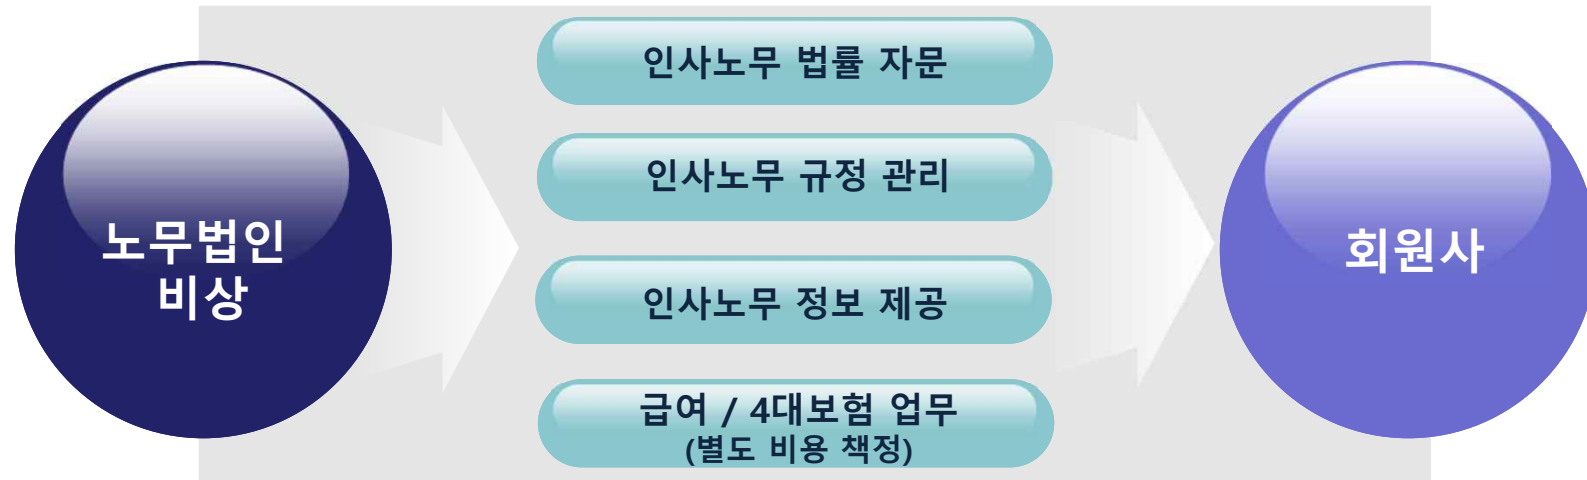 노무법인
비상
인사노무 법률 자문
인사노무 규정 관리
인사노무 정보 제공
급여 / 4대보험 업무
(별도 비용 책정)
회원사